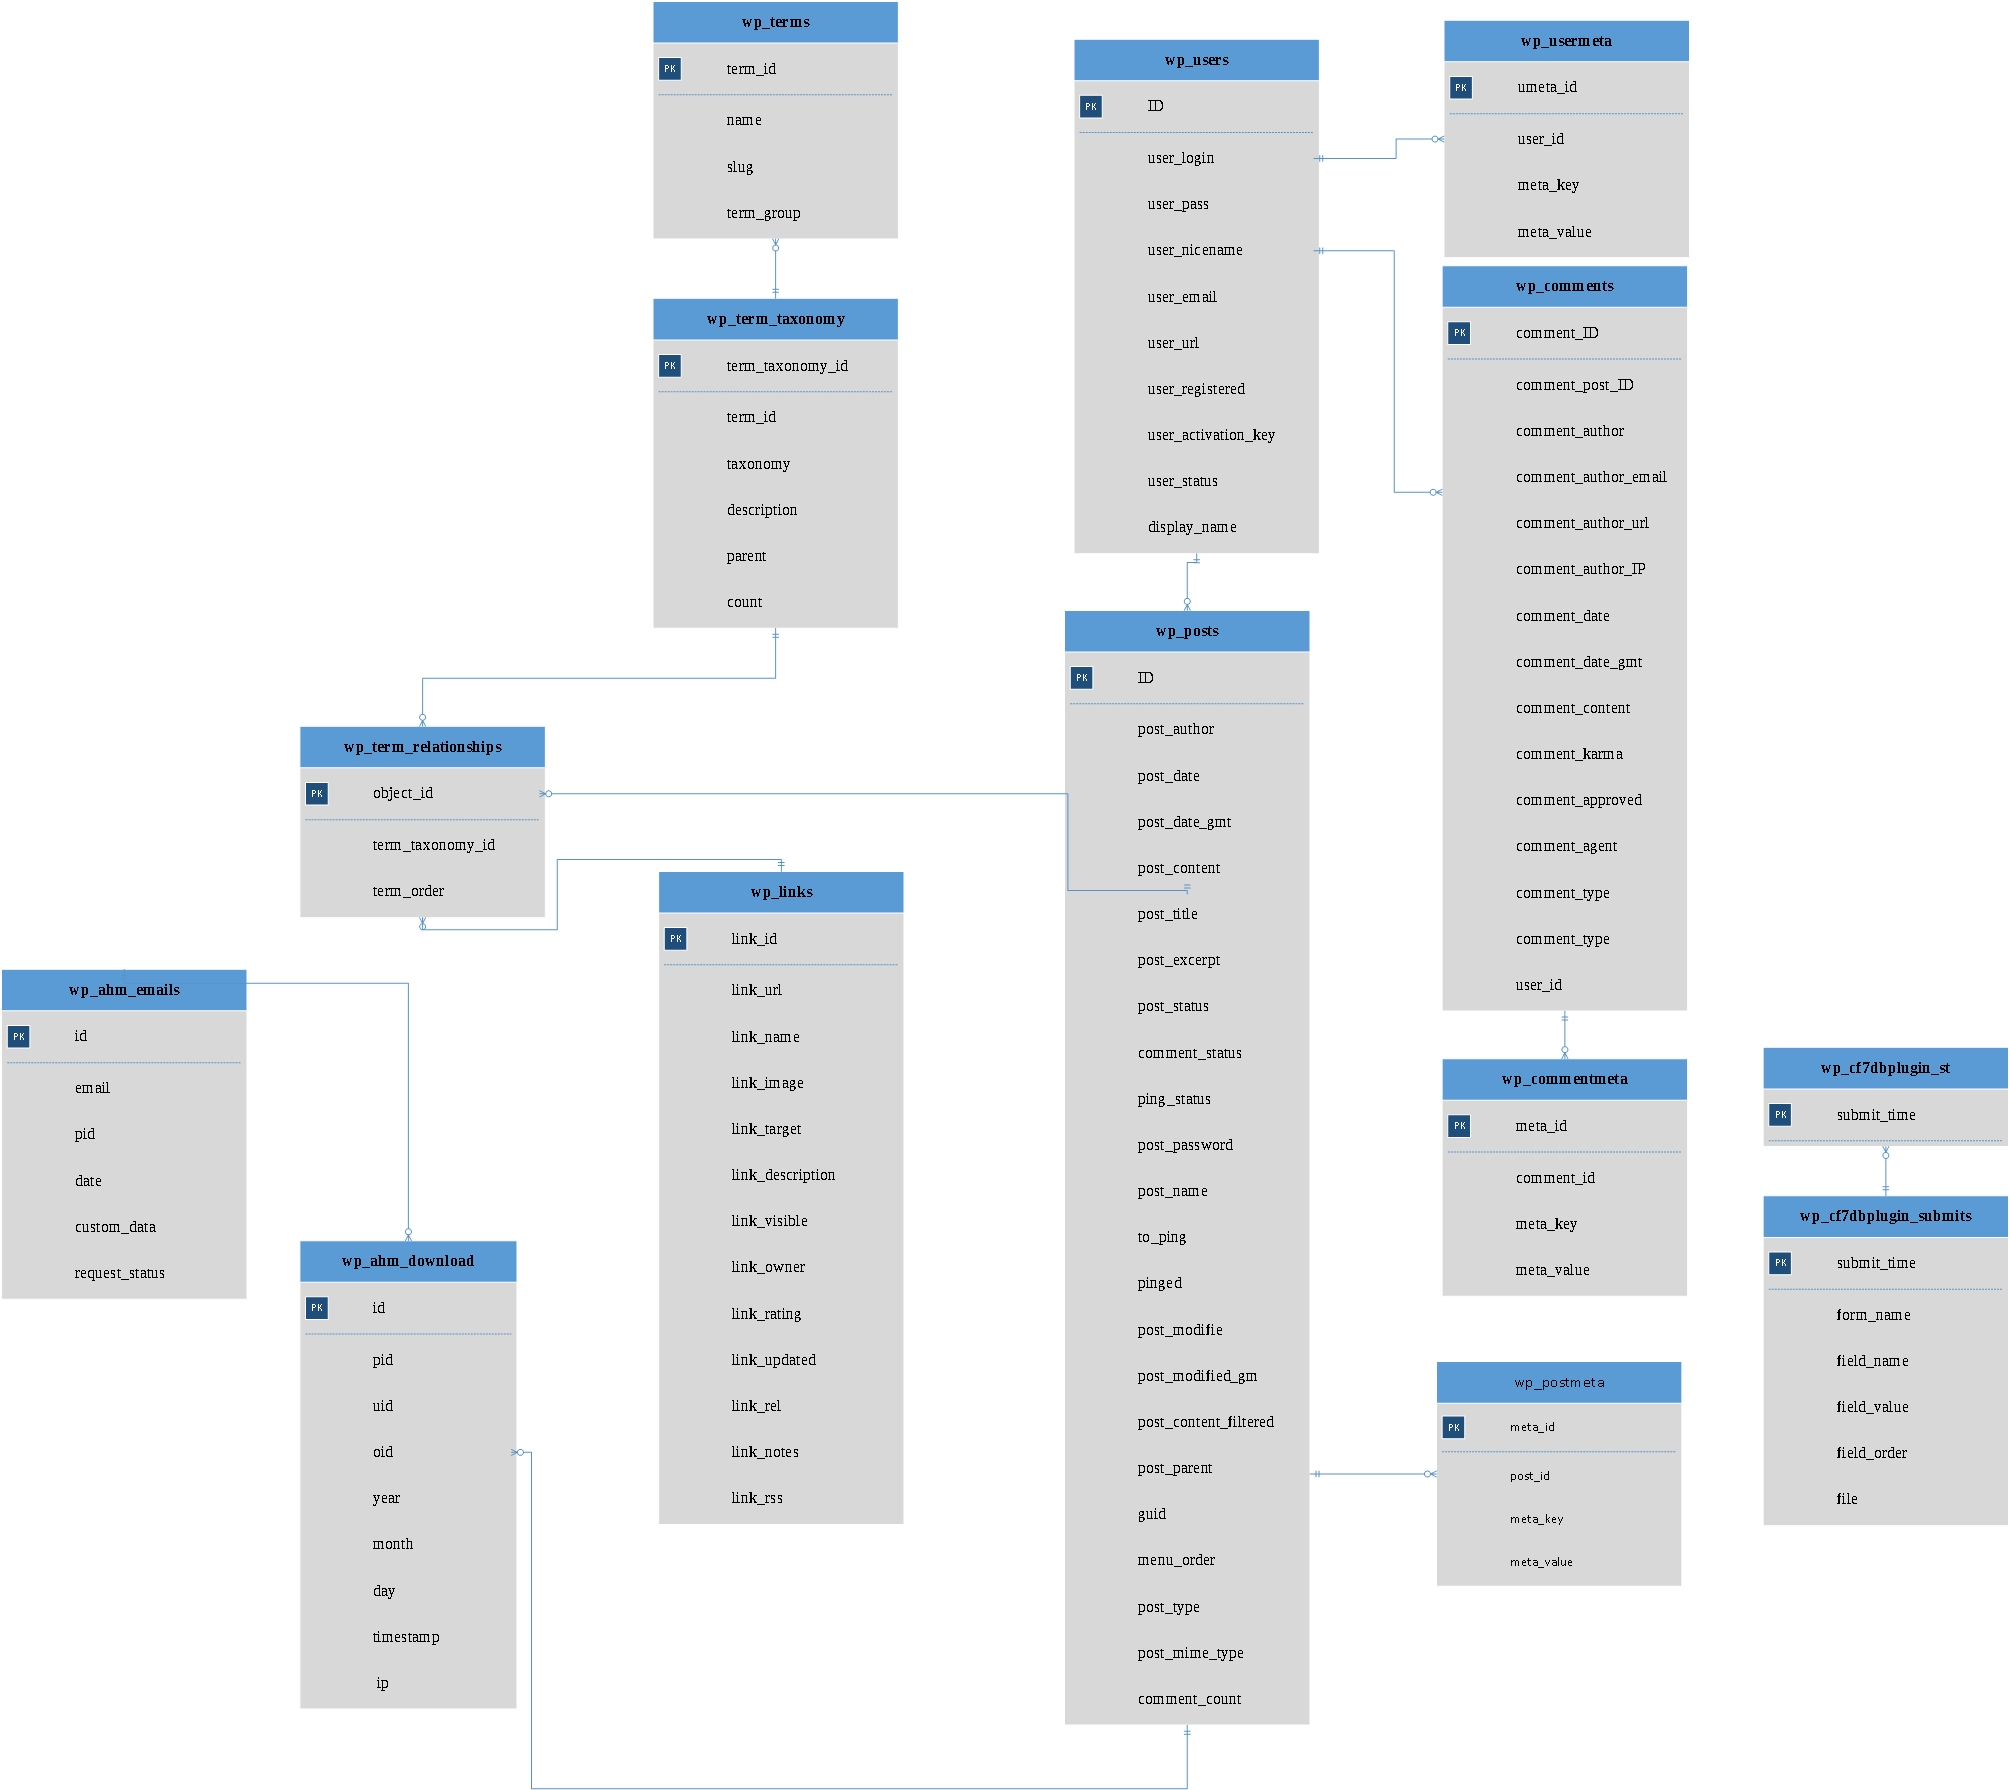 wp_terms
PK term_id
name
slug
term_group
wp_term_taxonomy
PK term_taxonomy_id
term_id
taxonomy
description
parent
count
wp_users
PK ID
user_login
user_pass
user_nicename
user_email
user_url
user_registered
user_activation_key
user_status
display_name
wp_usermeta
PK umeta_id
user_id
meta_key
meta_value
wp_comments
PK comment_ID
comment_post_ID
comment_author
comment_author_email
comment_author_url
comment_author_IP
comment_date
comment_date_gmt
comment_content
comment_karma
comment_approved
comment_agent
comment_type
comment_type
user_id
wp_term_relationships
PK object_id
term_taxonomy_id
term_order
wp_links
PK link_id
link_url
link_name
link_image
link_target
link_description
link_visible
link_owner
link_rating
link_updated
link_rel
link_notes
link_rss
wp_posts
PK ID
post_author
post_date
post_date_gmt
post_content
post_title
post_excerpt
post_status
comment_status
ping_status
post_password
post_name
to_ping
pinged
post_modifie
post_modified_gm
post_content_filtered
post_parent
guid
menu_order
post_type
post_mime_type
comment_count
wp_ahm_emails
PK id
email
pid
date
custom_data
request_status
wp_ahm_download
PK id
pid
uid
oid
year
month
day
timestamp
ip
wp_commentmeta
PK meta_id
comment_id
meta_key
meta_value
wp_postmeta
PK meta_id
post_id
meta_key
meta_value
wp_cf7dbplugin_st
PK submit_time
wp_cf7dbplugin_submits
PK submit_time
form_name
field_name
field_value
field_order
file